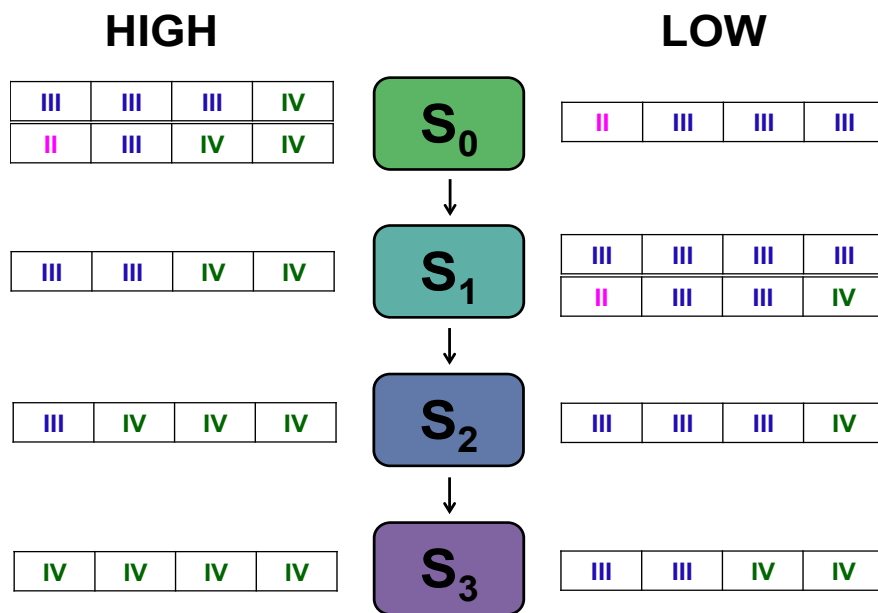 HIGH LOW
III III III IV
II III IV IV
S0
II III III III
III III IV IV
S1
III III III III
II III III IV
III IV IV IV
S2
III III III IV
IV IV IV IV
S3
III III IV IV